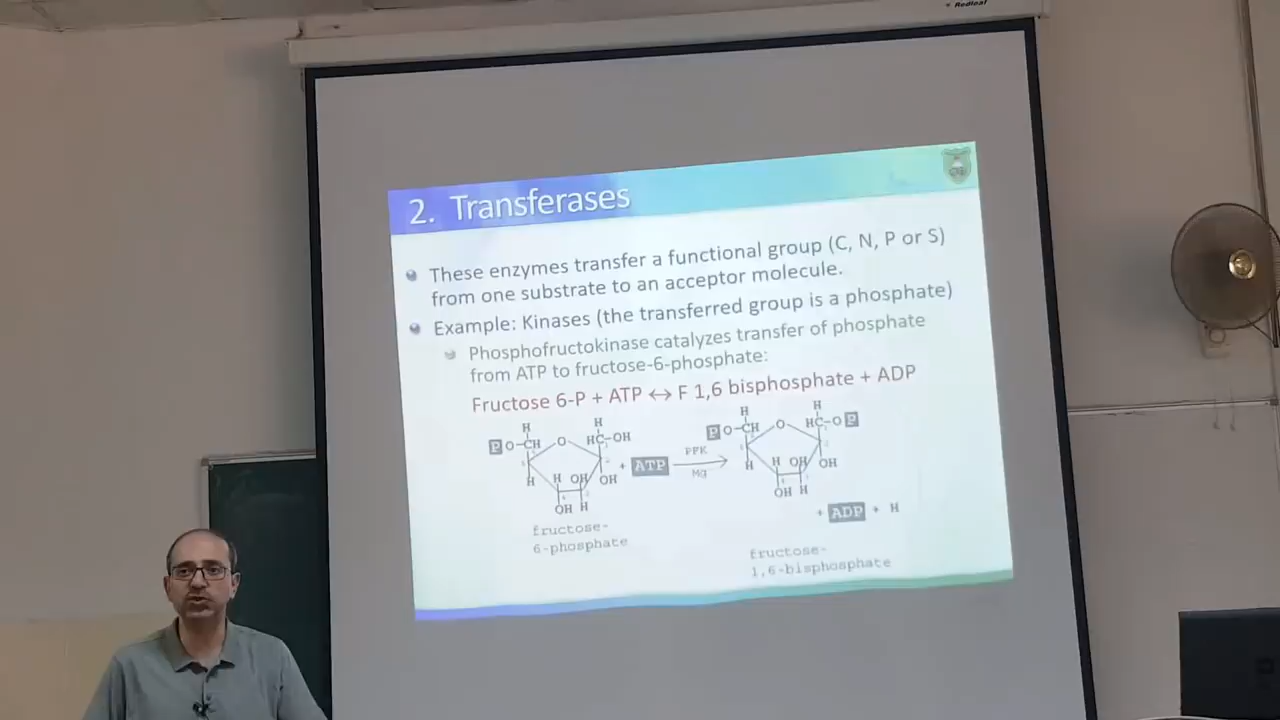 Redleaf
2. Transferases
These enzymes transfer a functional group (C, N, P or S)
from one substrate to an acceptor molecule.
Example: Kinases (the transferred group is a phosphate)
Phosphofructokinase catalyzes transfer of phosphate
from ATP to fructose-6-phosphate:
Fructose 6-P + ATP ↔ F 1,6 bisphosphate + ADP
H
H
P O-CH
O
HC-OH
H
H OH
OH
OH H
+ ATP
PFK
Mg
H
H
P O-CH
O
HC-O P
H
H OH
OH
OH H
+ ADP + H
fructose-
6-phosphate
fructose-
1,6-bisphosphate